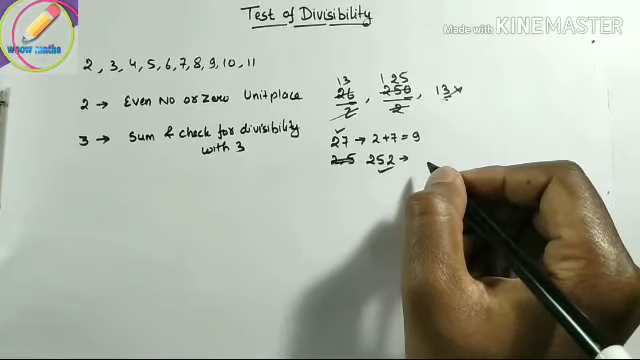 Test of Divisibility
Made with KINEMASTER
woow maths
2, 3, 4, 5, 6, 7, 8, 9, 10, 11
2 → Even No or Zero Unitplace
13
26
2
,
125
250
2
, 13 ×
3 → Sum & check for divisibility
with 3
27 → 2+7=9
25 252 →